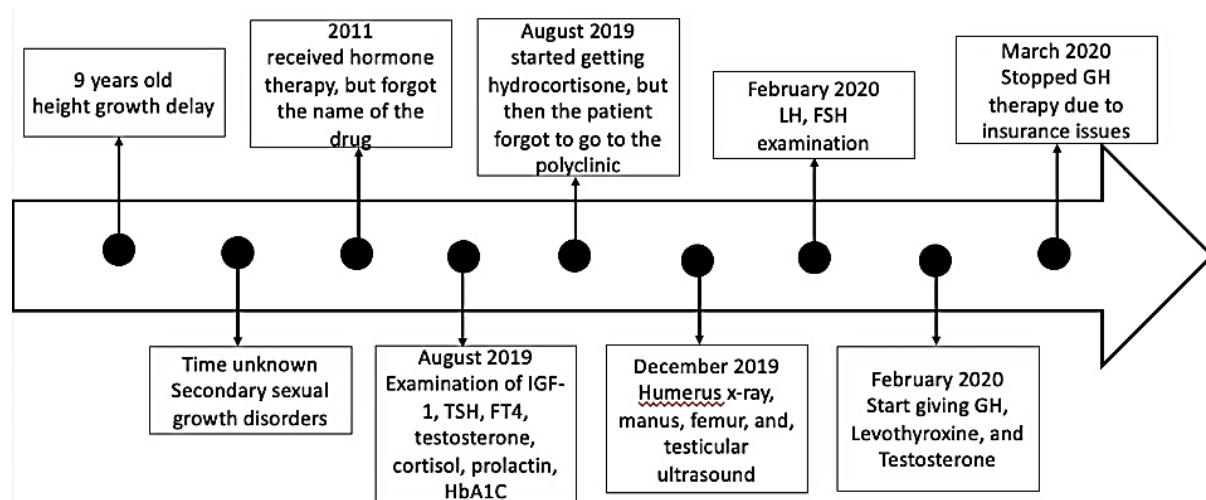 9 years old
height growth delay
Time unknown
Secondary sexual
growth disorders
2011
received hormone
therapy, but forgot
the name of the
drug
August 2019
Examination of IGF-
1, TSH, FT4,
testosterone,
cortisol, prolactin,
HbA1C
August 2019
started getting
hydrocortisone, but
then the patient
forgot to go to the
polyclinic
December 2019
Humerus x-ray,
manus, femur, and,
testicular
ultrasound
February 2020
LH, FSH
examination
February 2020
Start giving GH,
Levothyroxine, and
Testosterone
March 2020
Stopped GH
therapy due to
insurance issues